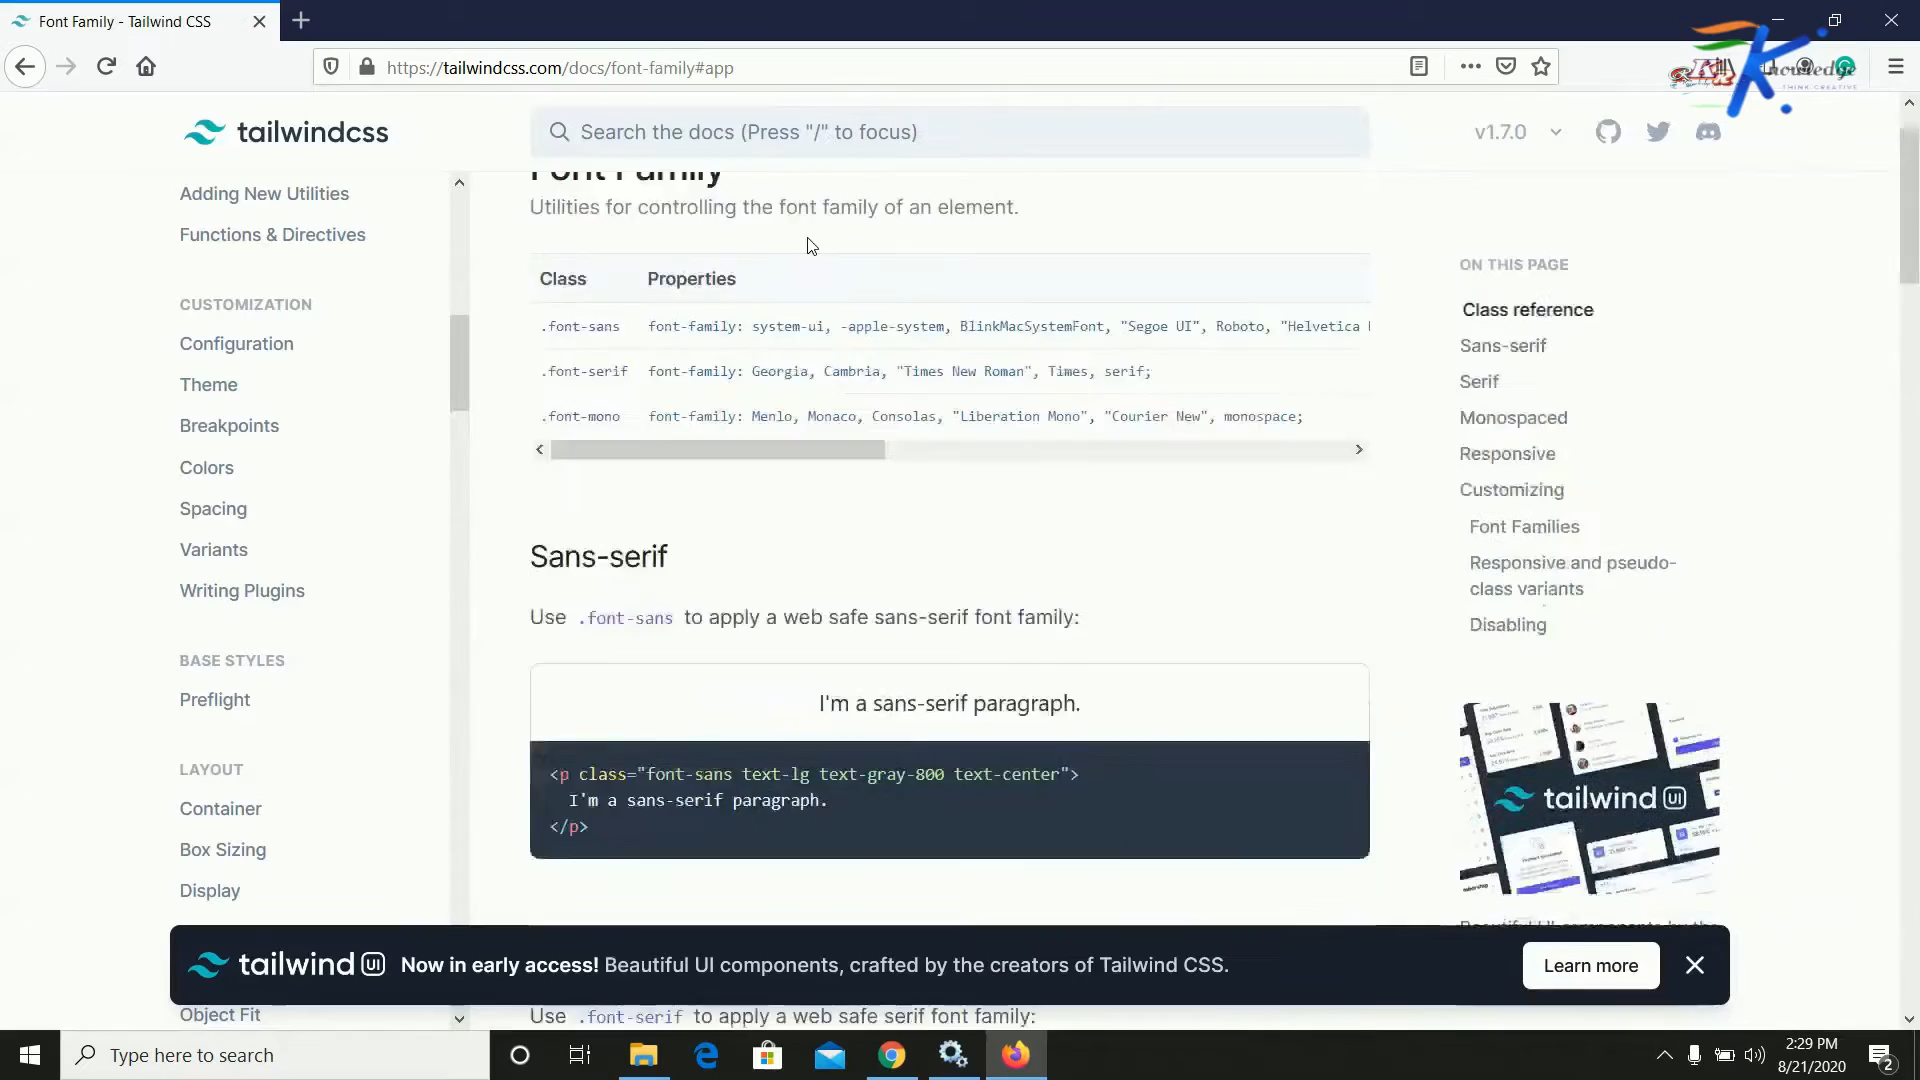 Font Family - Tailwind CSS
https://tailwindcss.com/docs/font-family#app
Knowledge
THINK CREATIVE
tailwindcss
Search the docs (Press "/" to focus)
v1.7.0
Adding New Utilities
Functions & Directives
CUSTOMIZATION
Configuration
Theme
Breakpoints
Colors
Spacing
Variants
Writing Plugins
BASE STYLES
Preflight
LAYOUT
Container
Box Sizing
Display
Object Fit
Font Family
Utilities for controlling the font family of an element.
Class Properties
.font-sans font-family: system-ui, -apple-system, BlinkMacSystemFont, "Segoe UI", Roboto, "Helvetica
.font-serif font-family: Georgia, Cambria, "Times New Roman", Times, serif;
.font-mono font-family: Menlo, Monaco, Consolas, "Liberation Mono", "Courier New", monospace;
Sans-serif
Use .font-sans to apply a web safe sans-serif font family:
I'm a sans-serif paragraph.
<p class="font-sans text-lg text-gray-800 text-center">
I'm a sans-serif paragraph.
</p>
Use .font-serif to apply a web safe serif font family:
ON THIS PAGE
Class reference
Sans-serif
Serif
Monospaced
Responsive
Customizing
Font Families
Responsive and pseudo-
class variants
Disabling
tailwind UI
tailwind UI Now in early access! Beautiful UI components, crafted by the creators of Tailwind CSS.
Learn more
Type here to search
2:29 PM
8/21/2020
2